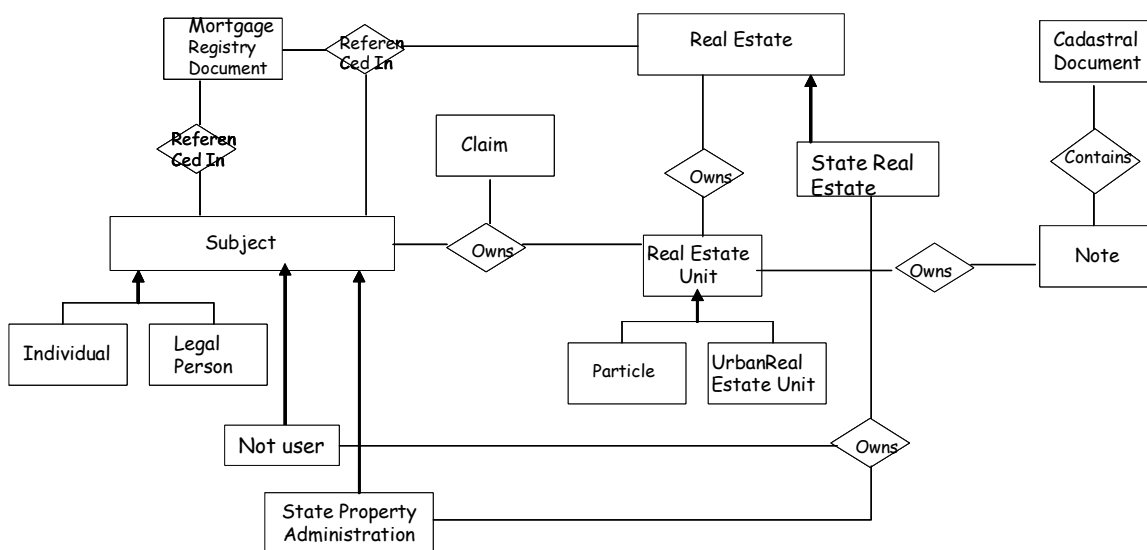 Mortgage
Registry
Document
Referen
Ced In
Real Estate
Cadastral
Document
Referen
Ced In
Claim
Owns
State Real
Estate
Contains
Subject
Owns
Real Estate
Unit
Owns
Note
Individual
Legal
Person
Particle
UrbanReal
Estate Unit
Not user
Owns
State Property
Administration